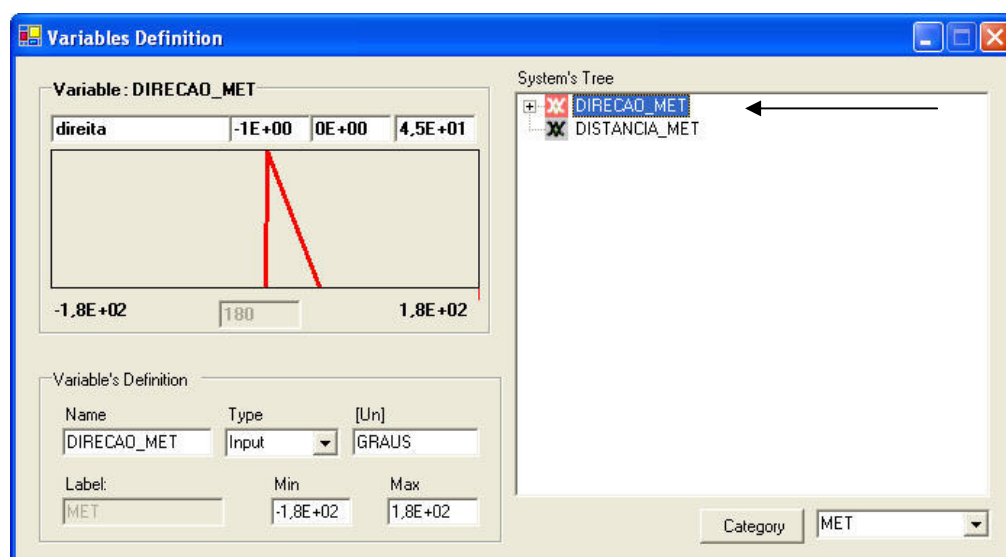 Variables Definition
Variable: DIRECAO_MET
direita -1E+00 0E+00 4,5E+01
-1,8E+02 180 1,8E+02
Variable's Definition
Name Type [Un]
DIRECAO_MET Input GRAUS
Label: Min Max
MET -1,8E+02 1,8E+02
System's Tree
DIRECAO_MET
DISTANCIA_MET
Category MET